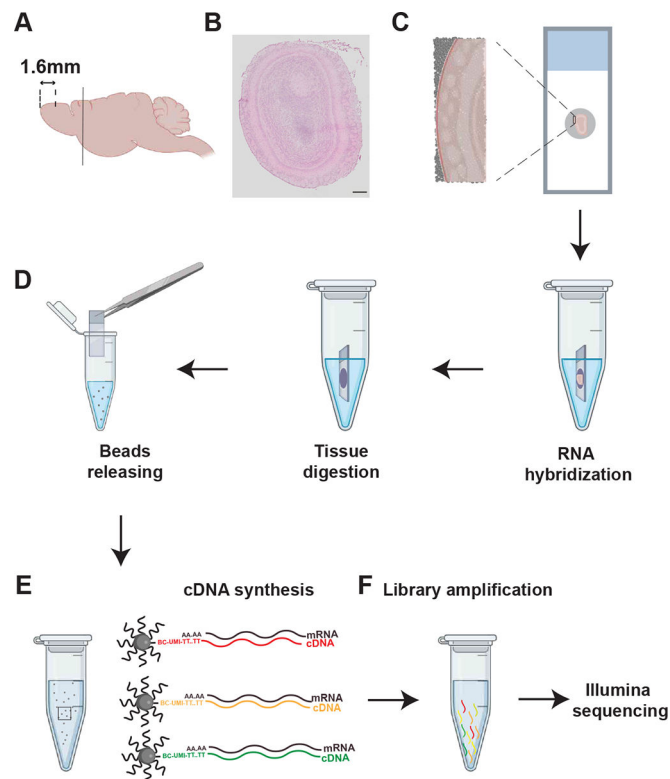 A
B
C
1.6mm
D
Beads
releasing
Tissue
digestion
RNA
hybridization
E
cDNA synthesis
F
Library amplification
AA..AA
mRNA
BC-UMI-TT..TT
cDNA
AA..AA
mRNA
BC-UMI-TT..TT
cDNA
AA..AA
mRNA
BC-UMI-TT..TT
cDNA
Illumina
sequencing